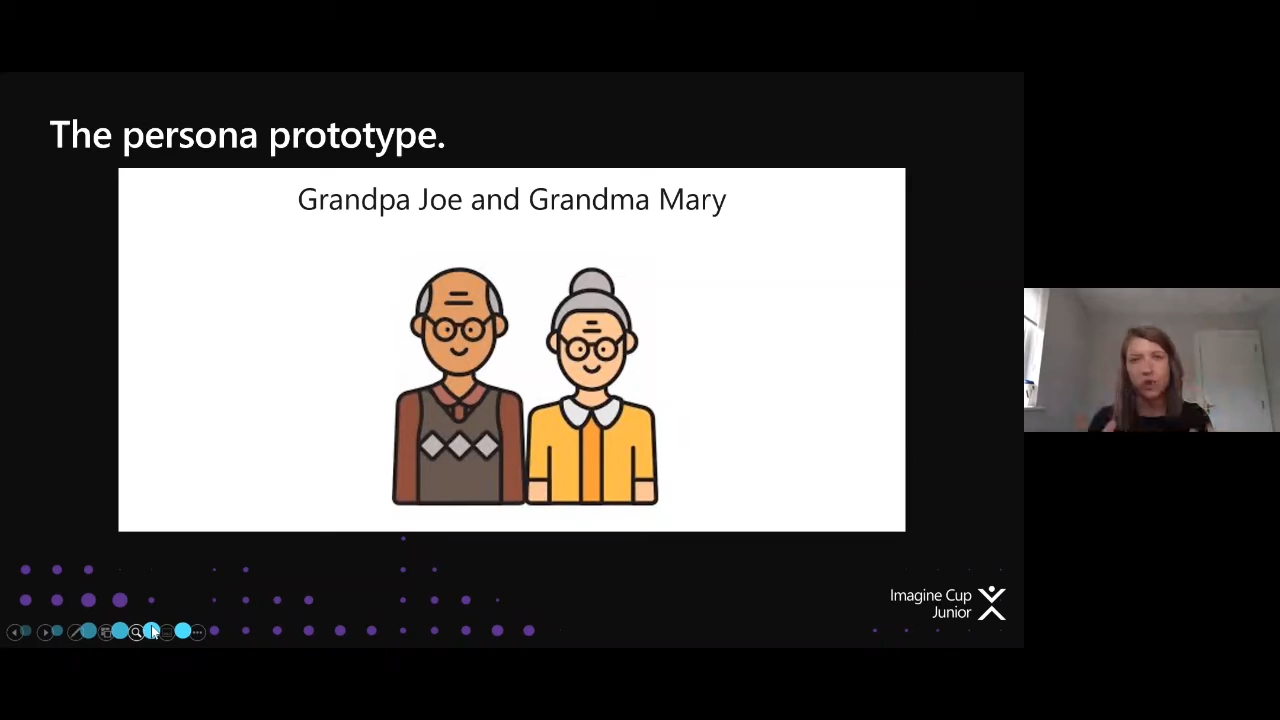 The persona prototype.
Grandpa Joe and Grandma Mary
Imagine Cup
Junior